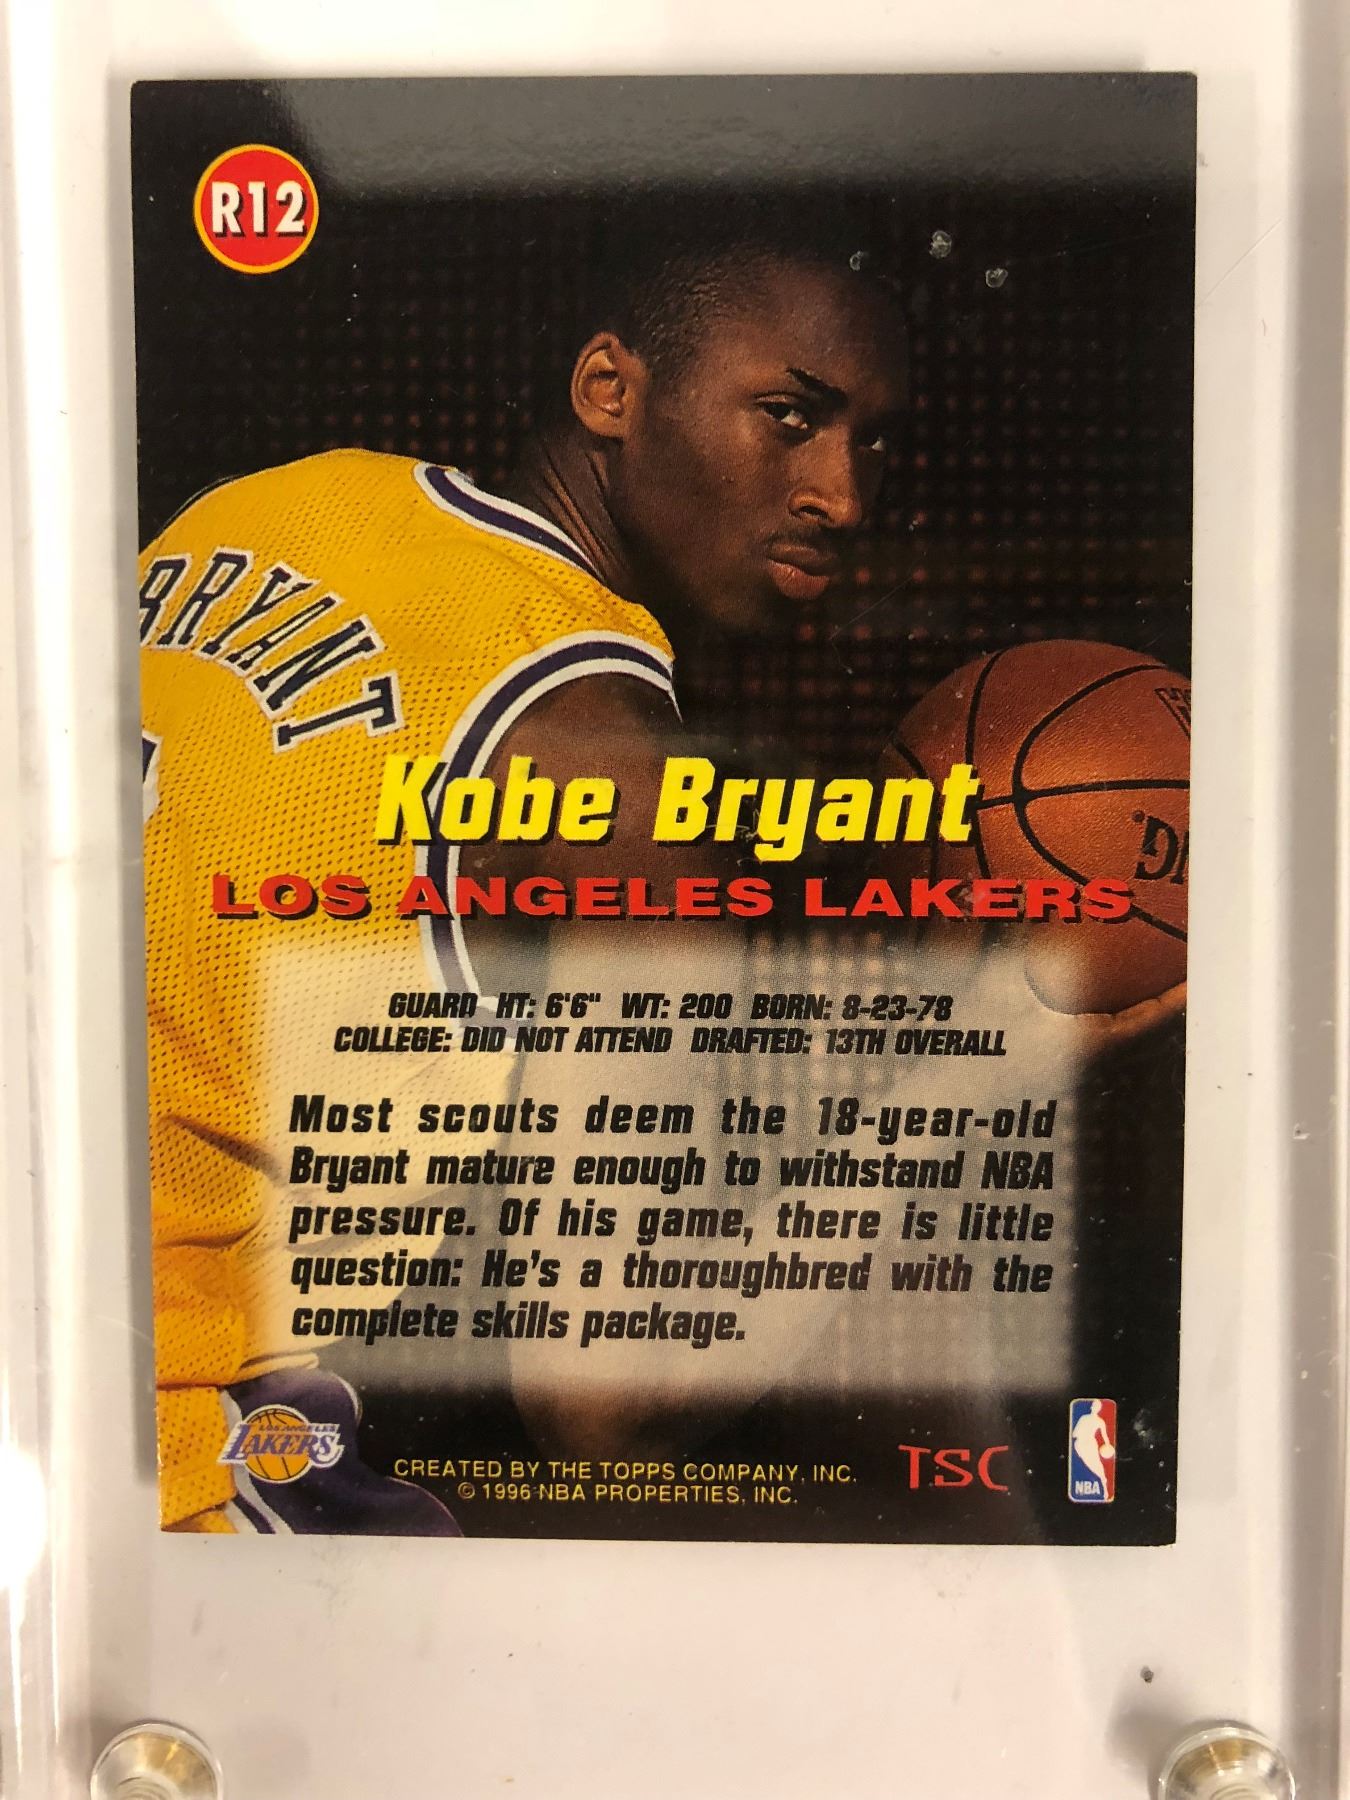 R12
BRYANT
Kobe Bryant
LOS ANGELES LAKERS
GUARD HT: 6'6" WT: 200 BORN: 8-23-78
COLLEGE: DID NOT ATTEND DRAFTED: 13TH OVERALL
Most scouts deem the 18-year-old
Bryant mature enough to withstand NBA
pressure. Of his game, there is little
question: He's a thoroughbred with the
complete skills package.
LOS ANGELES
LAKERS
CREATED BY THE TOPPS COMPANY, INC.
© 1996 NBA PROPERTIES, INC.
TSC
NBA